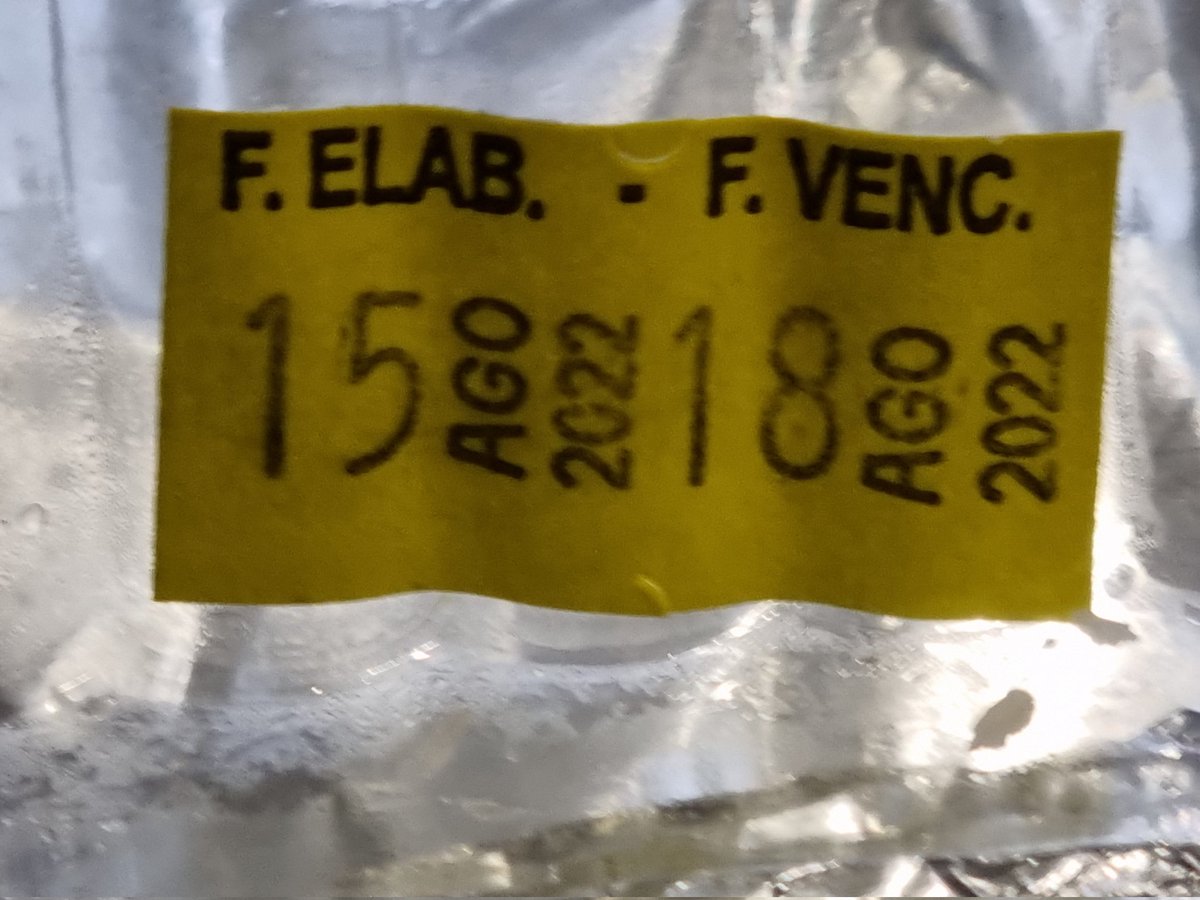 F. ELAB. - F. VENC.
15 AGO 2022 18 AGO 2022